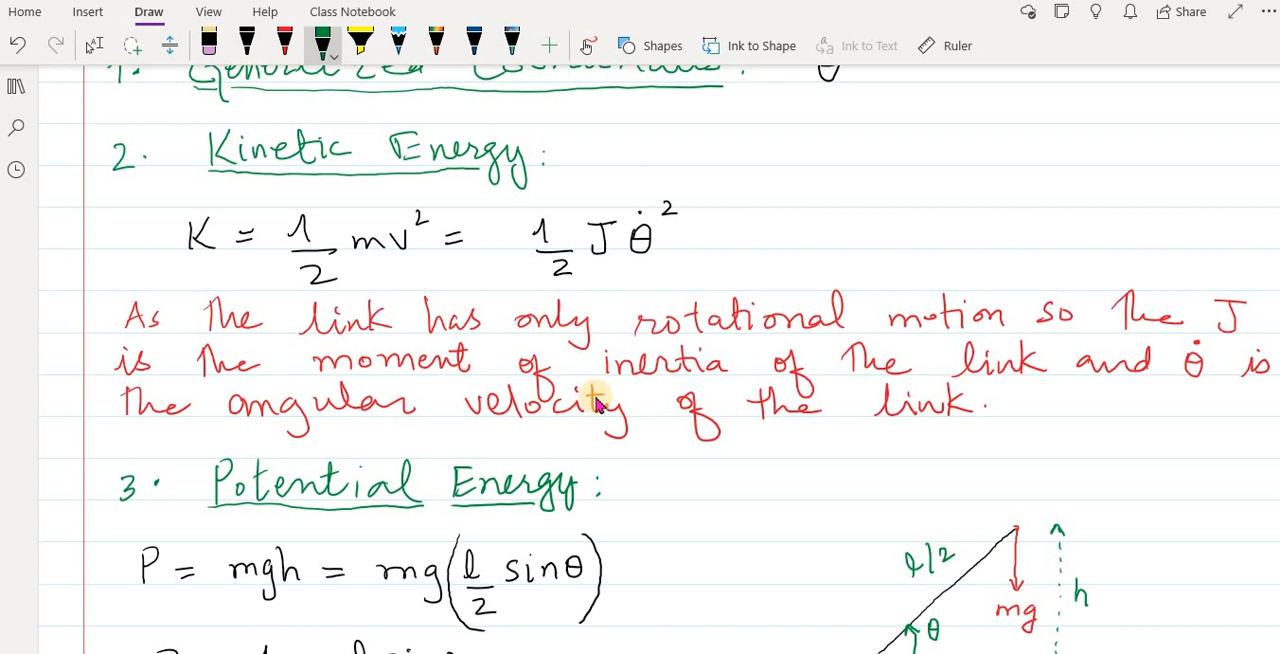 Home Insert Draw View Help Class Notebook Share
Shapes Ink to Shape Ink to Text Ruler
1. Generalized Coordinate : θ
2. Kinetic Energy :
K = 1/2 mv² = 1/2 J θ̇²
As the link has only rotational motion so the J
is the moment of inertia of the link and θ̇ is
the angular velocity of the link.
3. Potential Energy :
P = mgh = mg(l/2 sinθ)
l/2
h
mg
θ